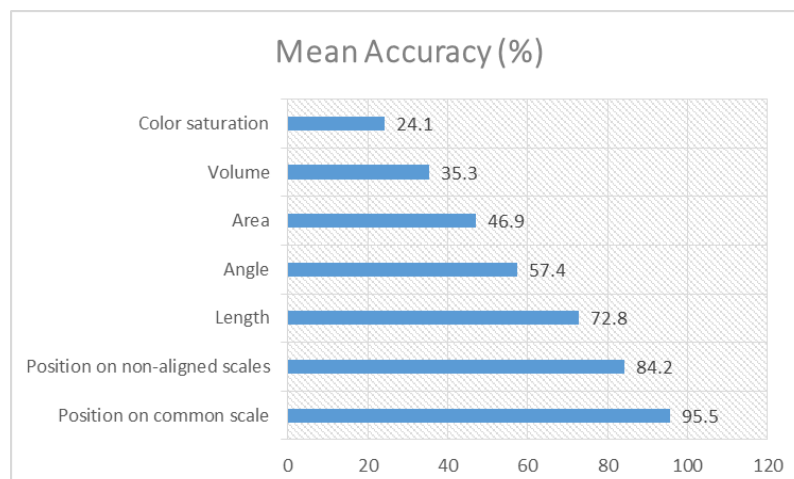 Mean Accuracy (%)
Color saturation 24.1
Volume 35.3
Area 46.9
Angle 57.4
Length 72.8
Position on non-aligned scales 84.2
Position on common scale 95.5
0 20 40 60 80 100 120